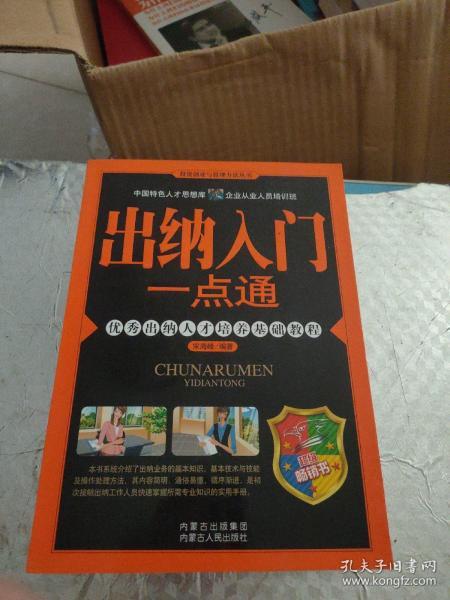 中国特色人才思想库 企业从业人员培训班
出纳入门
一点通
优秀出纳人才培养基础教程
宋海峰/编著
CHUNARUMEN
YIDIANTONG
超级
畅销书
本书系统介绍了出纳业务的基本知识、基本技术与技能
及操作处理方法，其内容简明、通俗易懂、循序渐进，是初
次接触出纳工作人员快速掌握所需专业知识的实用手册。
内蒙古出版集团
内蒙古人民出版社
孔夫子旧书网
www.kongfz.com